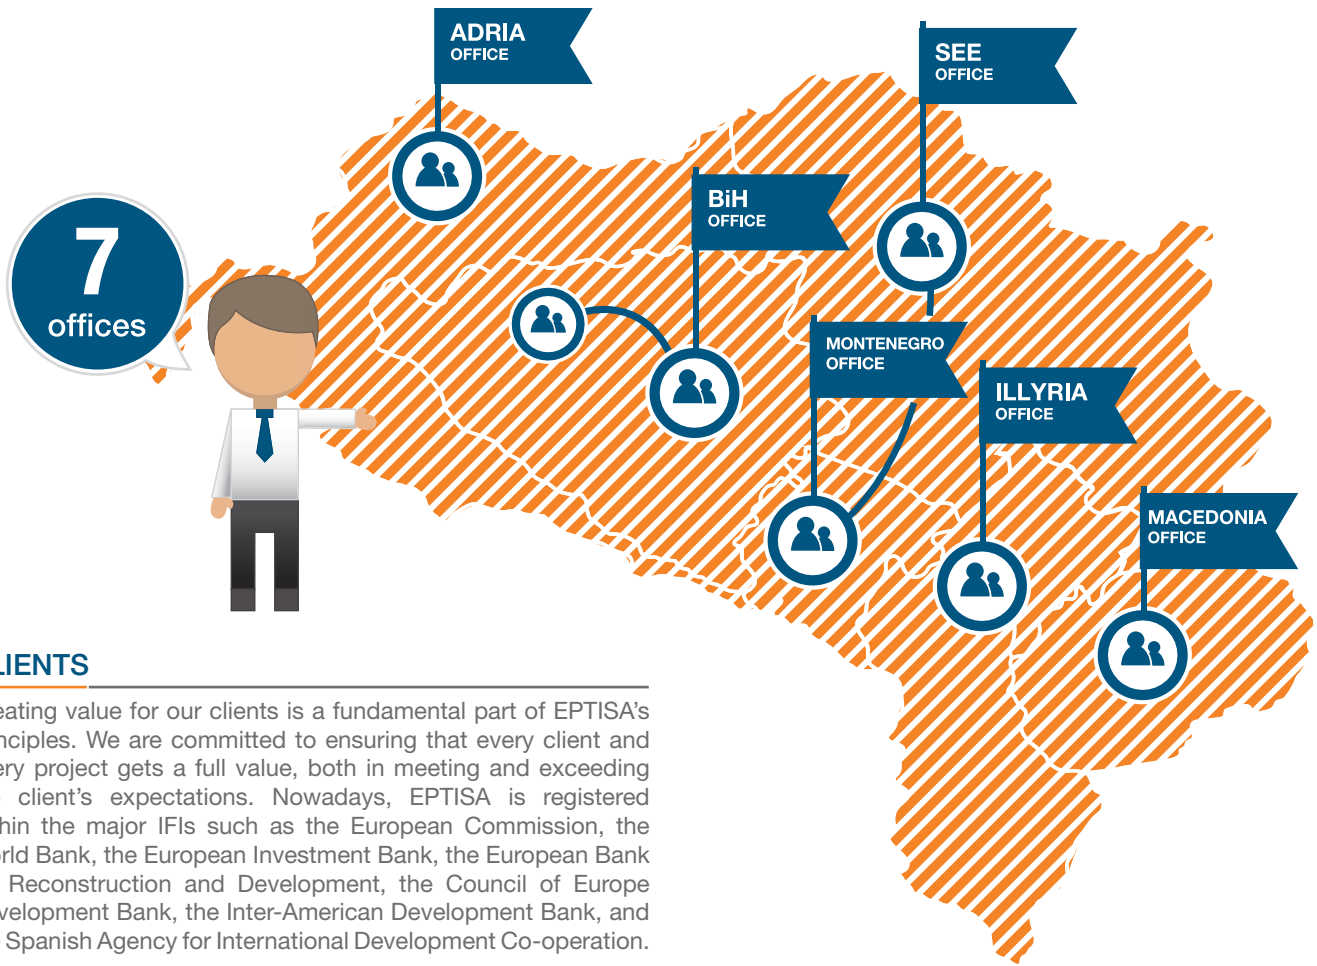 ADRIA
OFFICE
SEE
OFFICE
BiH
OFFICE
7
offices
MONTENEGRO
OFFICE
ILLYRIA
OFFICE
MACEDONIA
OFFICE
LIENTS
eating value for our clients is a fundamental part of EPTISA’s
nciples. We are committed to ensuring that every client and
ery project gets a full value, both in meeting and exceeding
client’s expectations. Nowadays, EPTISA is registered
thin the major IFIs such as the European Commission, the
orld Bank, the European Investment Bank, the European Bank
Reconstruction and Development, the Council of Europe
velopment Bank, the Inter-American Development Bank, and
Spanish Agency for International Development Co-operation.